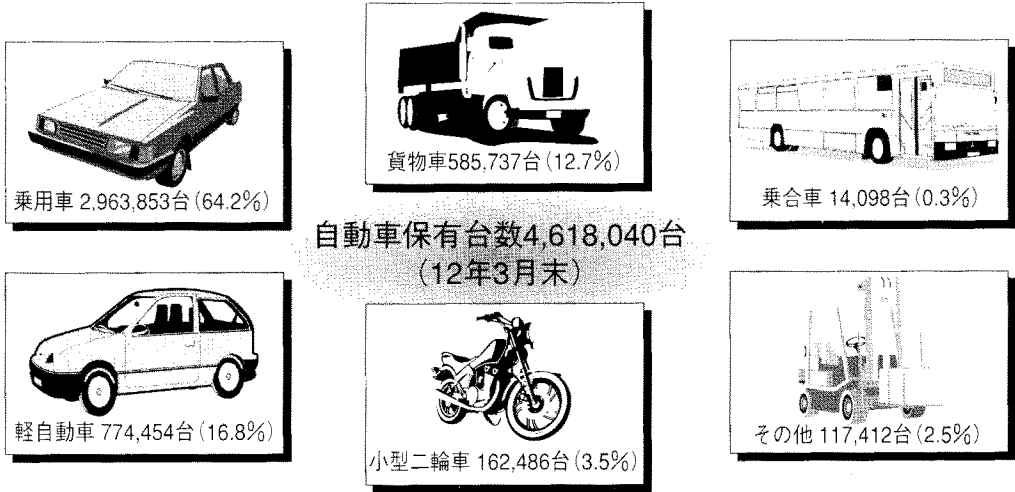 乗用車 2,963,853台(64.2%)
貨物車585,737台(12.7%)
乗合車 14,098台(0.3%)
自動車保有台数4,618,040台
(12年3月末)
軽自動車 774,454台(16.8%)
小型二輪車 162,486台(3.5%)
その他 117,412台(2.5%)